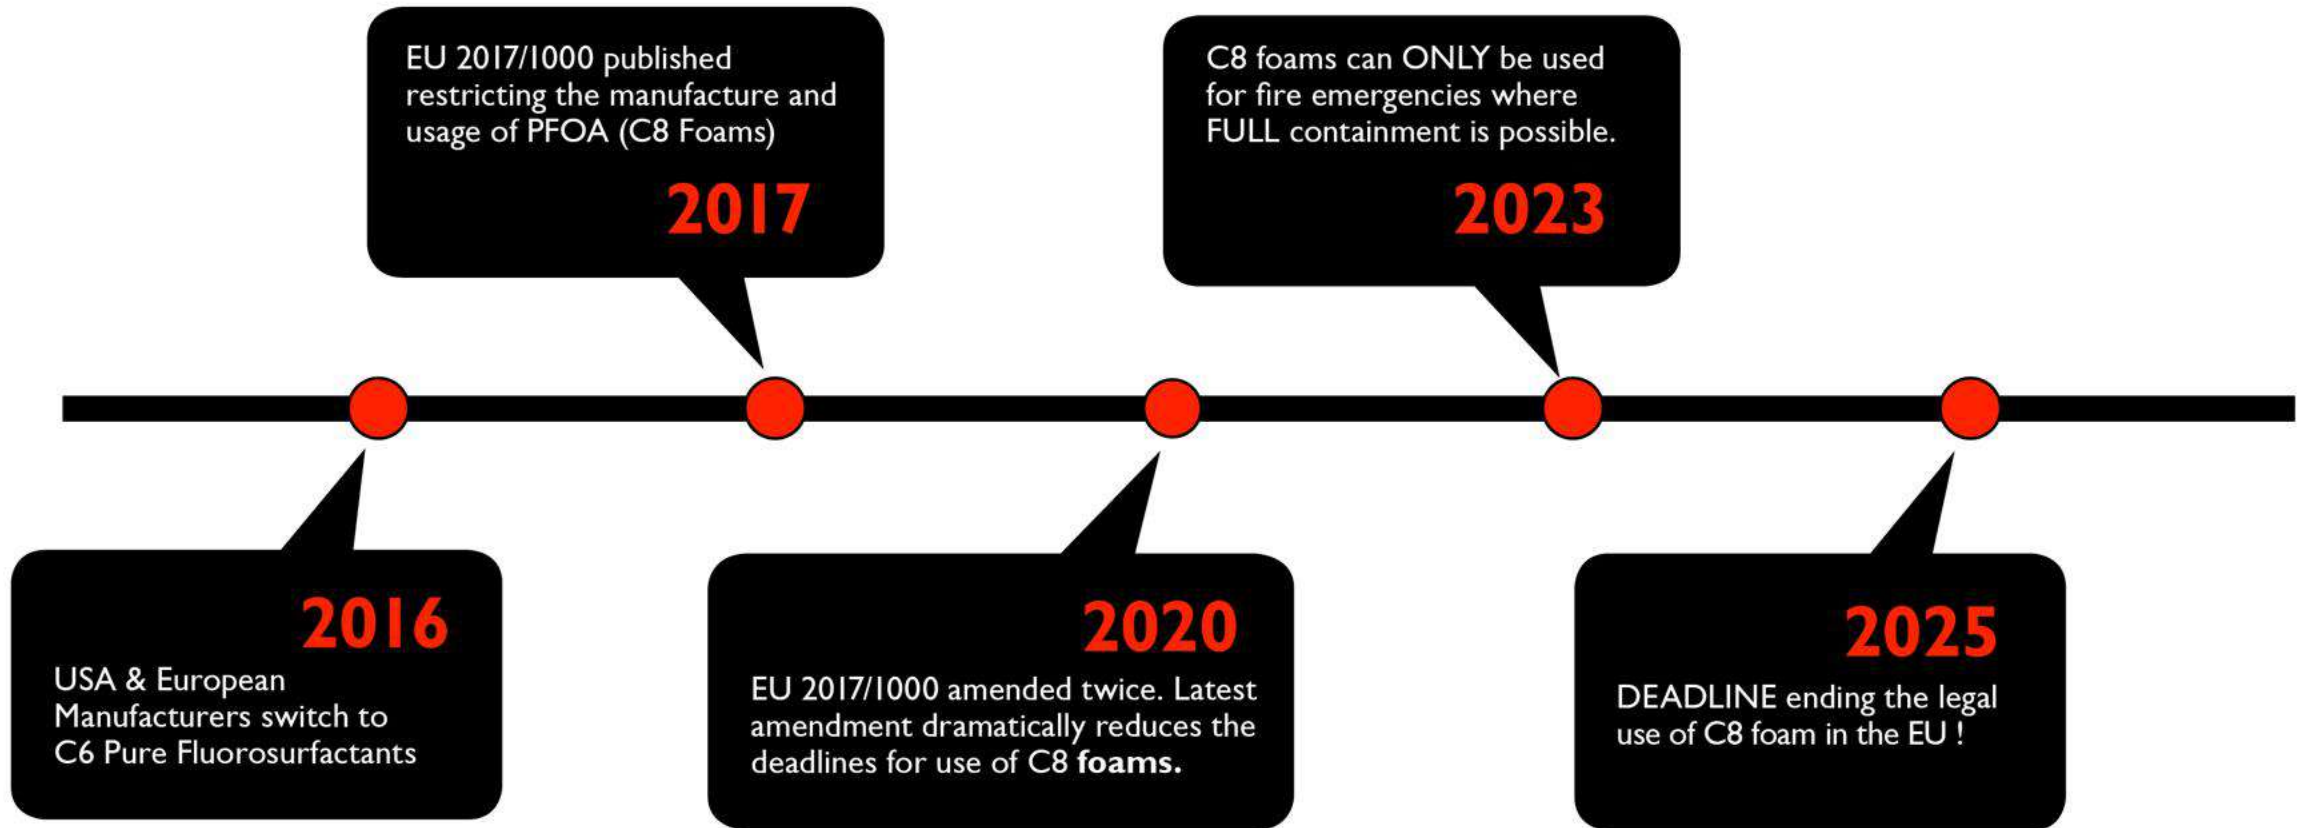 EU 2017/1000 published
restricting the manufacture and
usage of PFOA (C8 Foams)
2017
C8 foams can ONLY be used
for fire emergencies where
FULL containment is possible.
2023
2016
USA & European
Manufacturers switch to
C6 Pure Fluorosurfactants
2020
EU 2017/1000 amended twice. Latest
amendment dramatically reduces the
deadlines for use of C8 foams.
2025
DEADLINE ending the legal
use of C8 foam in the EU !